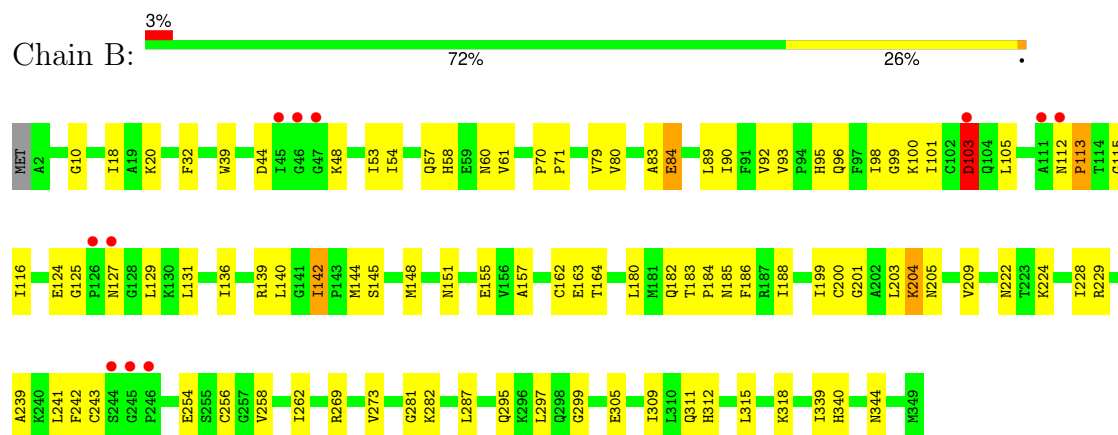 3%
Chain B:
72% 26% •
MET A2 G10 I18 A19 K20 F32 W39 D44 I45 G46 G47 K48 I53 I54 Q57 H58 E59 N60 V61 P70 P71 V79 V80 A83 E84 L89 I90 F91 V92 V93 P94 H95 Q96 F97 I98 G99 K100 I101 C102 D103 Q104 L105 A111 N112 P113 T114 G115
I116 E124 G125 P126 N127 G128 L129 K130 L131 I136 R139 L140 G141 I142 P143 M144 S145 M148 N151 E155 V156 A157 C162 E163 T164 L180 M181 Q182 T183 P184 N185 F186 R187 I188 I199 C200 G201 A202 L203 K204 N205 V209 N222 T223 K224 I228 R229
A239 K240 L241 F242 C243 S244 G245 P246 E254 S255 C256 G257 V258 I262 R269 V273 G281 K282 L287 Q295 K296 L297 Q298 G299 E305 I309 L310 Q311 H312 L315 K318 I339 H340 N344 M349